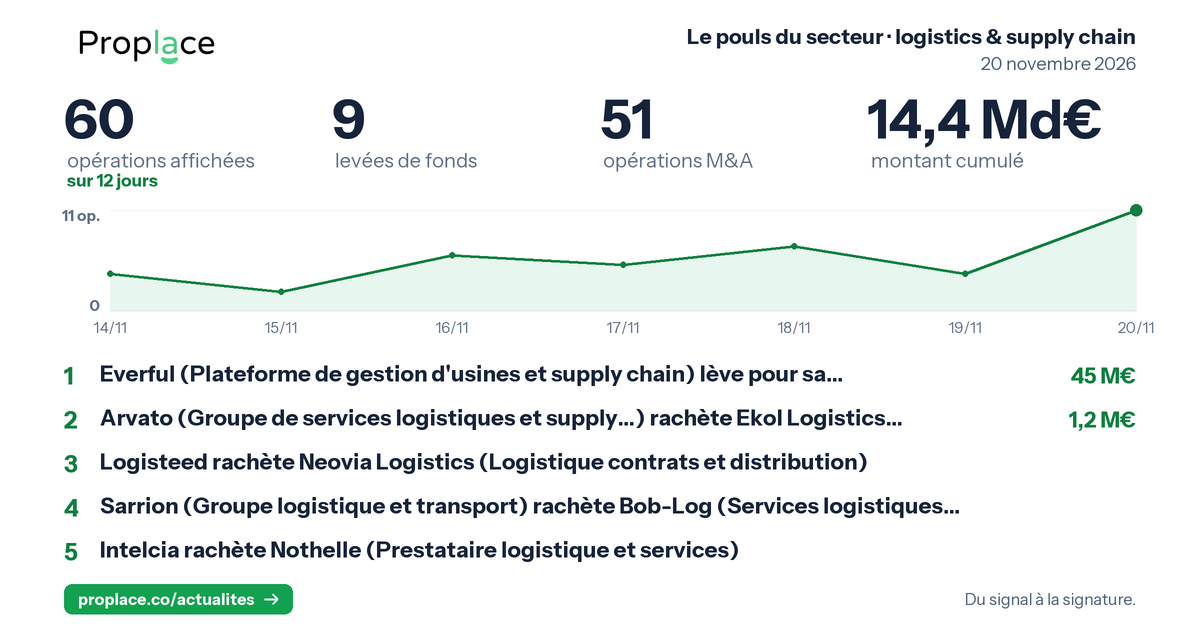 Proplace
Le pouls du secteur · logistics & supply chain
20 novembre 2026
60
opérations affichées
sur 12 jours
9
levées de fonds
51
opérations M&A
14,4 Md€
montant cumulé
11 op.
0
14/11 15/11 16/11 17/11 18/11 19/11 20/11
1 Everful (Plateforme de gestion d'usines et supply chain) lève pour sa... 45 M€
2 Arvato (Groupe de services logistiques et supply...) rachète Ekol Logistics... 1,2 M€
3 Logisteed rachète Neovia Logistics (Logistique contrats et distribution)
4 Sarrion (Groupe logistique et transport) rachète Bob-Log (Services logistiques...
5 Intelcia rachète Nothelle (Prestataire logistique et services)
proplace.co/actualites →
Du signal à la signature.